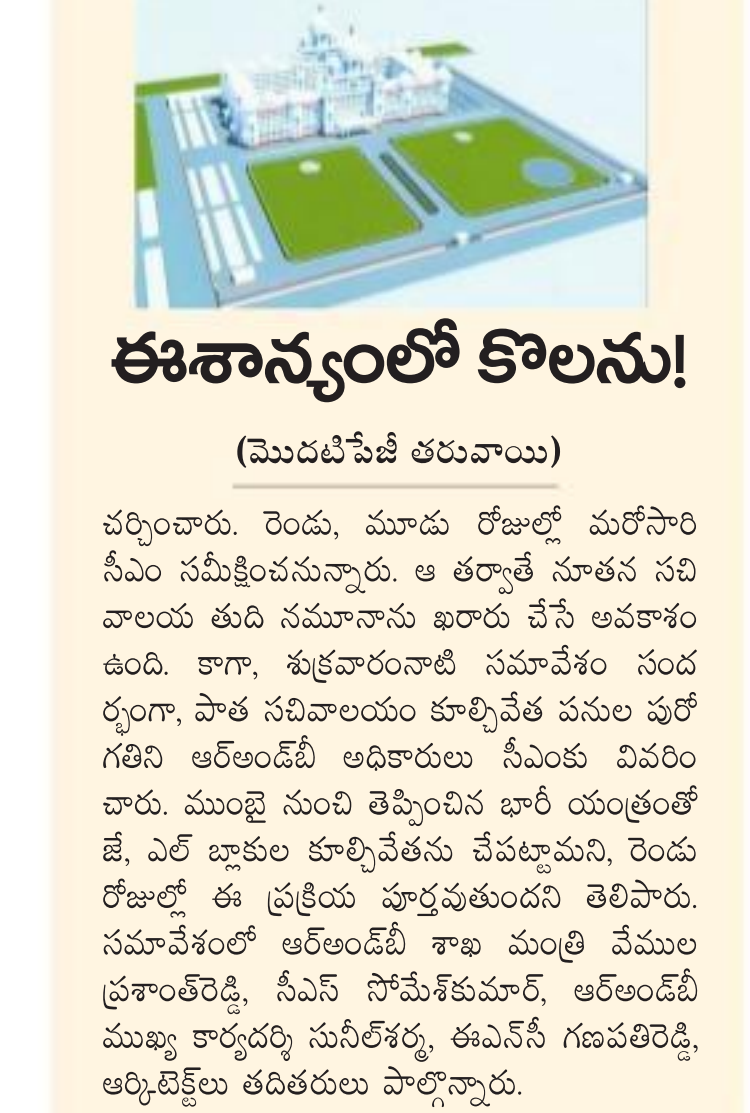 ఈశాన్యంలో కొలను!
(మొదటిపేజీ తరువాయి)
చర్చించారు. రెండు, మూడు రోజుల్లో మరోసారి
సీఎం సమీక్షించనున్నారు. ఆ తర్వాతే నూతన సచి
వాలయ తుది నమూనాను ఖరారు చేసే అవకాశం
ఉంది. కాగా, శుక్రవారంనాటి సమావేశం సంద
ర్భంగా, పాత సచివాలయం కూల్చివేత పనుల పురో
గతిని ఆర్అండ్‌బీ అధికారులు సీఎంకు వివరిం
చారు. ముంబై నుంచి తెప్పించిన భారీ యంత్రంతో
జే, ఎల్ బ్లాకుల కూల్చివేతను చేపట్టామని, రెండు
రోజుల్లో ఈ ప్రక్రియ పూర్తవుతుందని తెలిపారు.
సమావేశంలో ఆర్అండ్‌బీ శాఖ మంత్రి వేముల
ప్రశాంత్‌రెడ్డి, సీఎస్ సోమేశ్‌కుమార్, ఆర్అండ్‌బీ
ముఖ్య కార్యదర్శి సునీల్‌శర్మ, ఈఎన్‌సీ గణపతిరెడ్డి,
ఆర్కిటెక్ట్‌లు తదితరులు పాల్గొన్నారు.